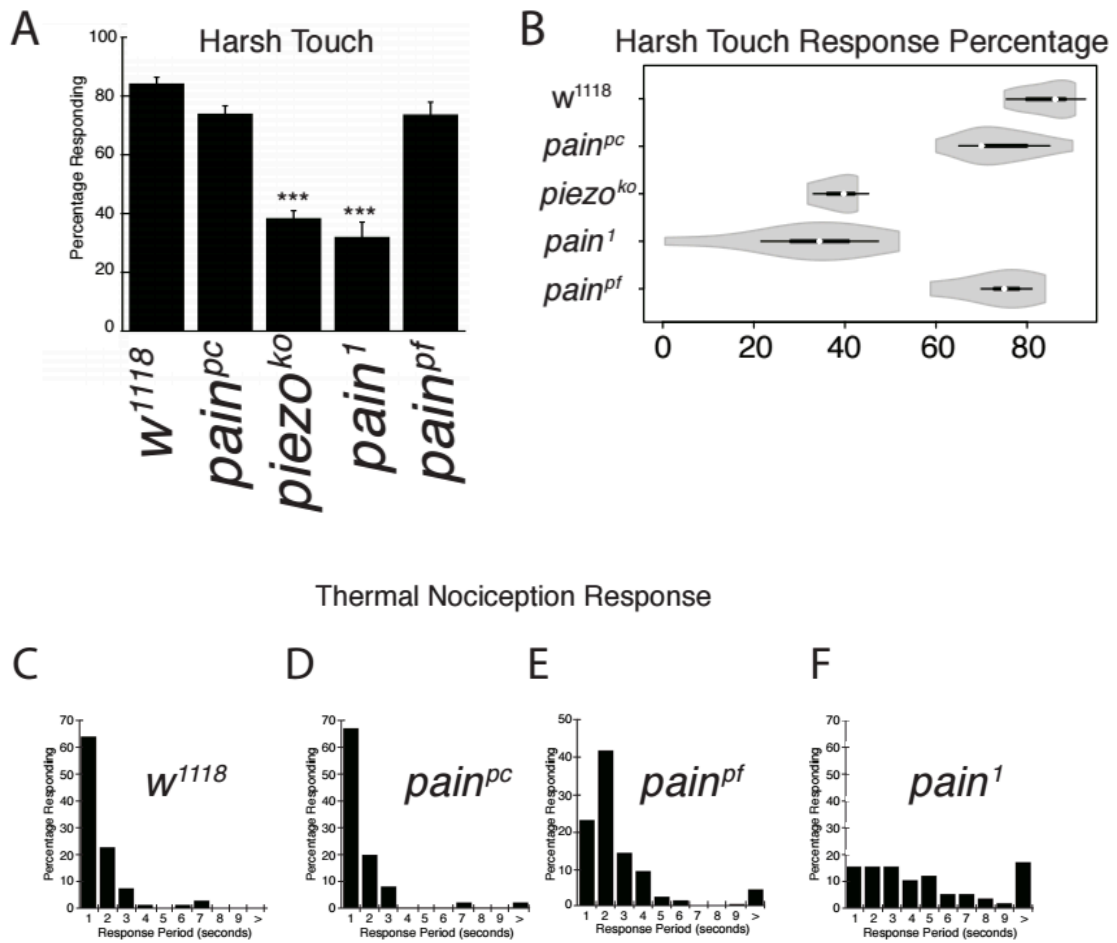 A
Harsh Touch
Percentage Responding
100
80
60
40
20
0
***
***
w1118
painpc
piezoko
pain1
painpf
B
Harsh Touch Response Percentage
w1118
painpc
piezoko
pain1
painpf
0 20 40 60 80
Thermal Nociception Response
C
Percentage Responding
70
60
50
40
30
20
10
0
w1118
1 2 3 4 5 6 7 8 9 >
Response Period (seconds)
D
Percentage Responding
70
60
50
40
30
20
10
0
painpc
1 2 3 4 5 6 7 8 9 >
Response Period (seconds)
E
Percentage Responding
50
40
30
20
10
0
painpf
1 2 3 4 5 6 7 8 9 >
Response Period (seconds)
F
Percentage Responding
70
60
50
40
30
20
10
0
pain1
1 2 3 4 5 6 7 8 9 >
Response Period (seconds)